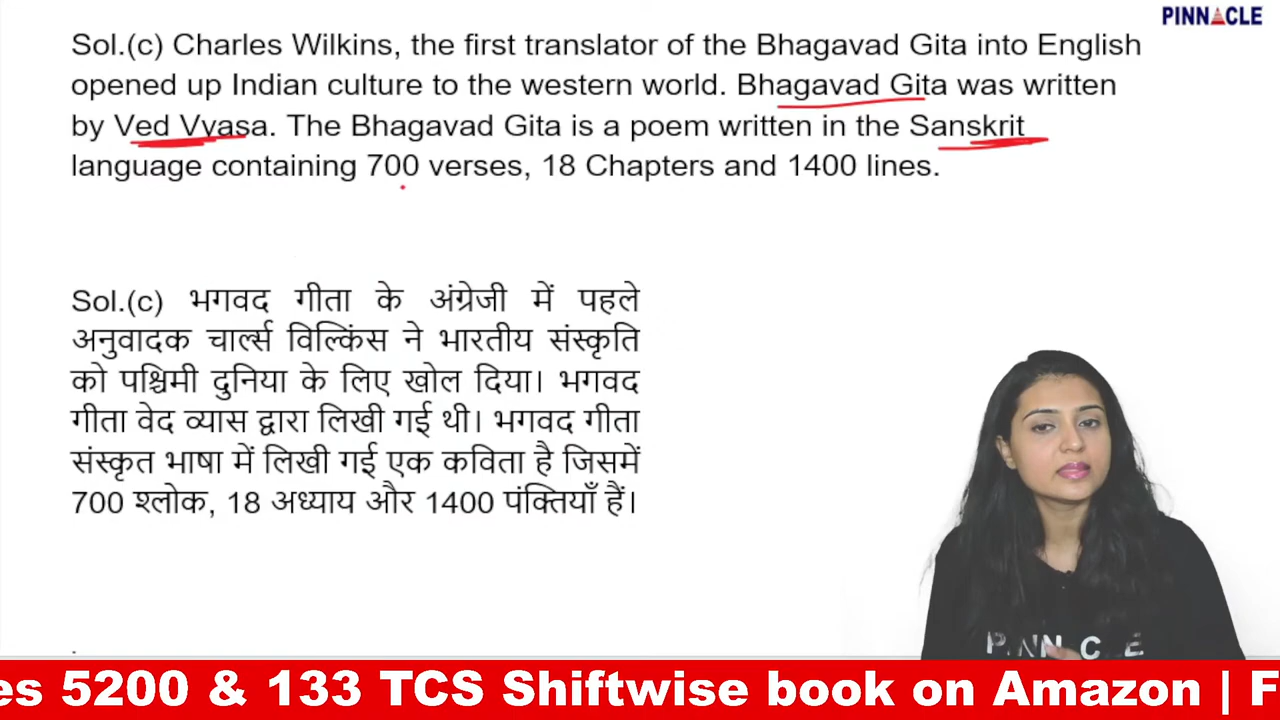 PINNACLE
Sol.(c) Charles Wilkins, the first translator of the Bhagavad Gita into English
opened up Indian culture to the western world. Bhagavad Gita was written
by Ved Vyasa. The Bhagavad Gita is a poem written in the Sanskrit
language containing 700 verses, 18 Chapters and 1400 lines.
Sol.(c) भगवद गीता के अंग्रेजी में पहले
अनुवादक चार्ल्स विल्किंस ने भारतीय संस्कृति
को पश्चिमी दुनिया के लिए खोल दिया। भगवद
गीता वेद व्यास द्वारा लिखी गई थी। भगवद गीता
संस्कृत भाषा में लिखी गई एक कविता है जिसमें
700 श्लोक, 18 अध्याय और 1400 पंक्तियाँ हैं।
P NN C E
es 5200 & 133 TCS Shiftwise book on Amazon | F